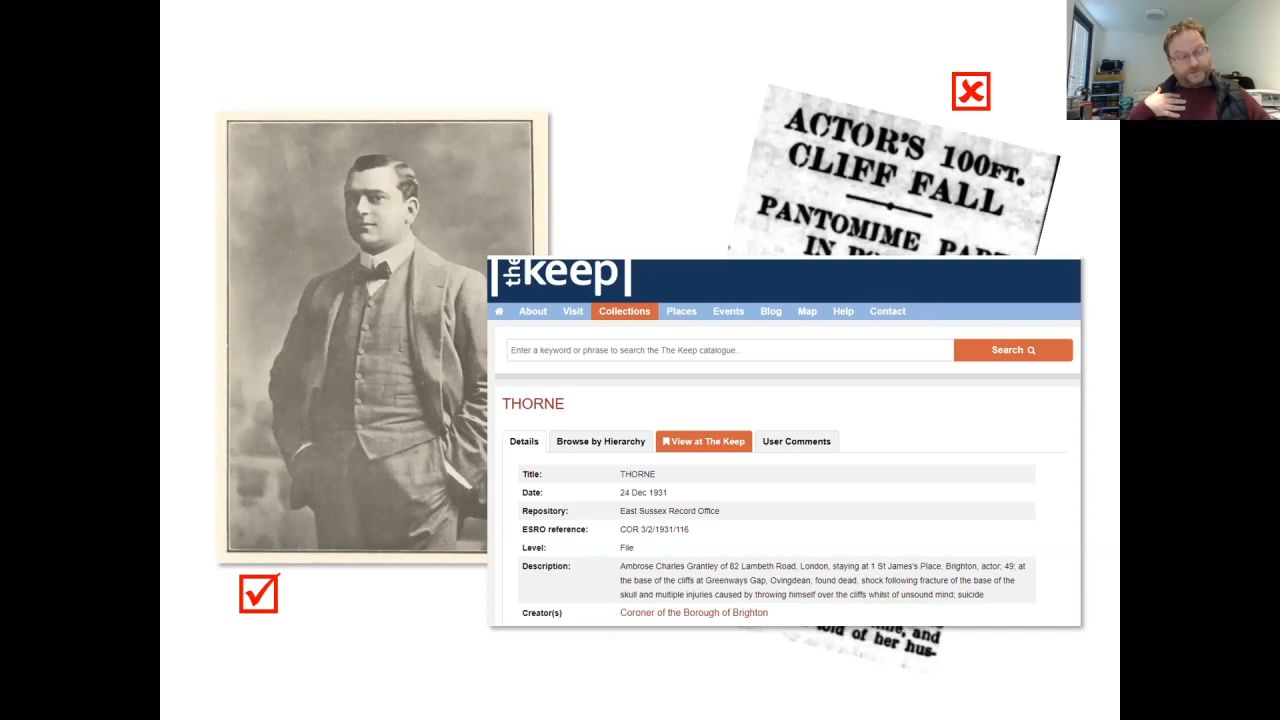 ACTOR'S 100FT.
CLIFF FALL
PANTOMIME
IN
the keep
About Visit Collections Places Events Blog Map Help Contact
Enter a keyword or phrase to search the The Keep catalogue... Search
THORNE
Details Browse by Hierarchy View at The Keep User Comments
Title: THORNE
Date: 24 Dec 1931
Repository: East Sussex Record Office
ESRO reference: COR 3/2/1931/116
Level: File
Description: Ambrose Charles Grantley of 82 Lambeth Road, London, staying at 1 St James's Place, Brighton, actor; 49; at
the base of the cliffs at Greenways Gap, Ovingdean; found dead, shock following fracture of the base of the
skull and multiple injuries caused by throwing himself over the cliffs whilst of unsound mind; suicide
Creator(s) Coroner of the Borough of Brighton
and
of her hus-